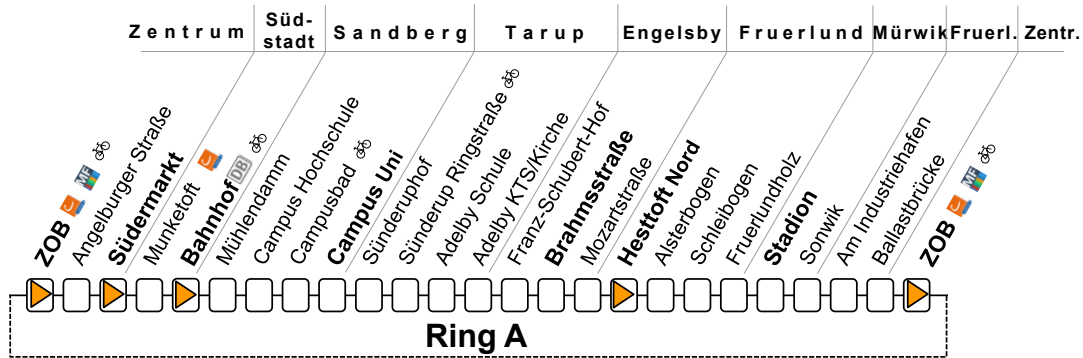 Zentrum
Süd-
stadt
Sandberg
Tarup
Engelsby
Fruerlund
Mürwik
Fruerl.
Zentr.
ZOB MF
Angelburger Straße
Südermarkt
Munketoft
Bahnhof DB
Mühlendamm
Campus Hochschule
Campusbad
Campus Uni
Sünderuphof
Sünderup Ringstraße
Adelby Schule
Adelby KTS/Kirche
Franz-Schubert-Hof
Brahmsstraße
Mozartstraße
Hesttoft Nord
Alsterbogen
Schleibogen
Fruerlundholz
Stadion
Sonwik
Am Industriehafen
Ballastbrücke
ZOB MF
Ring A